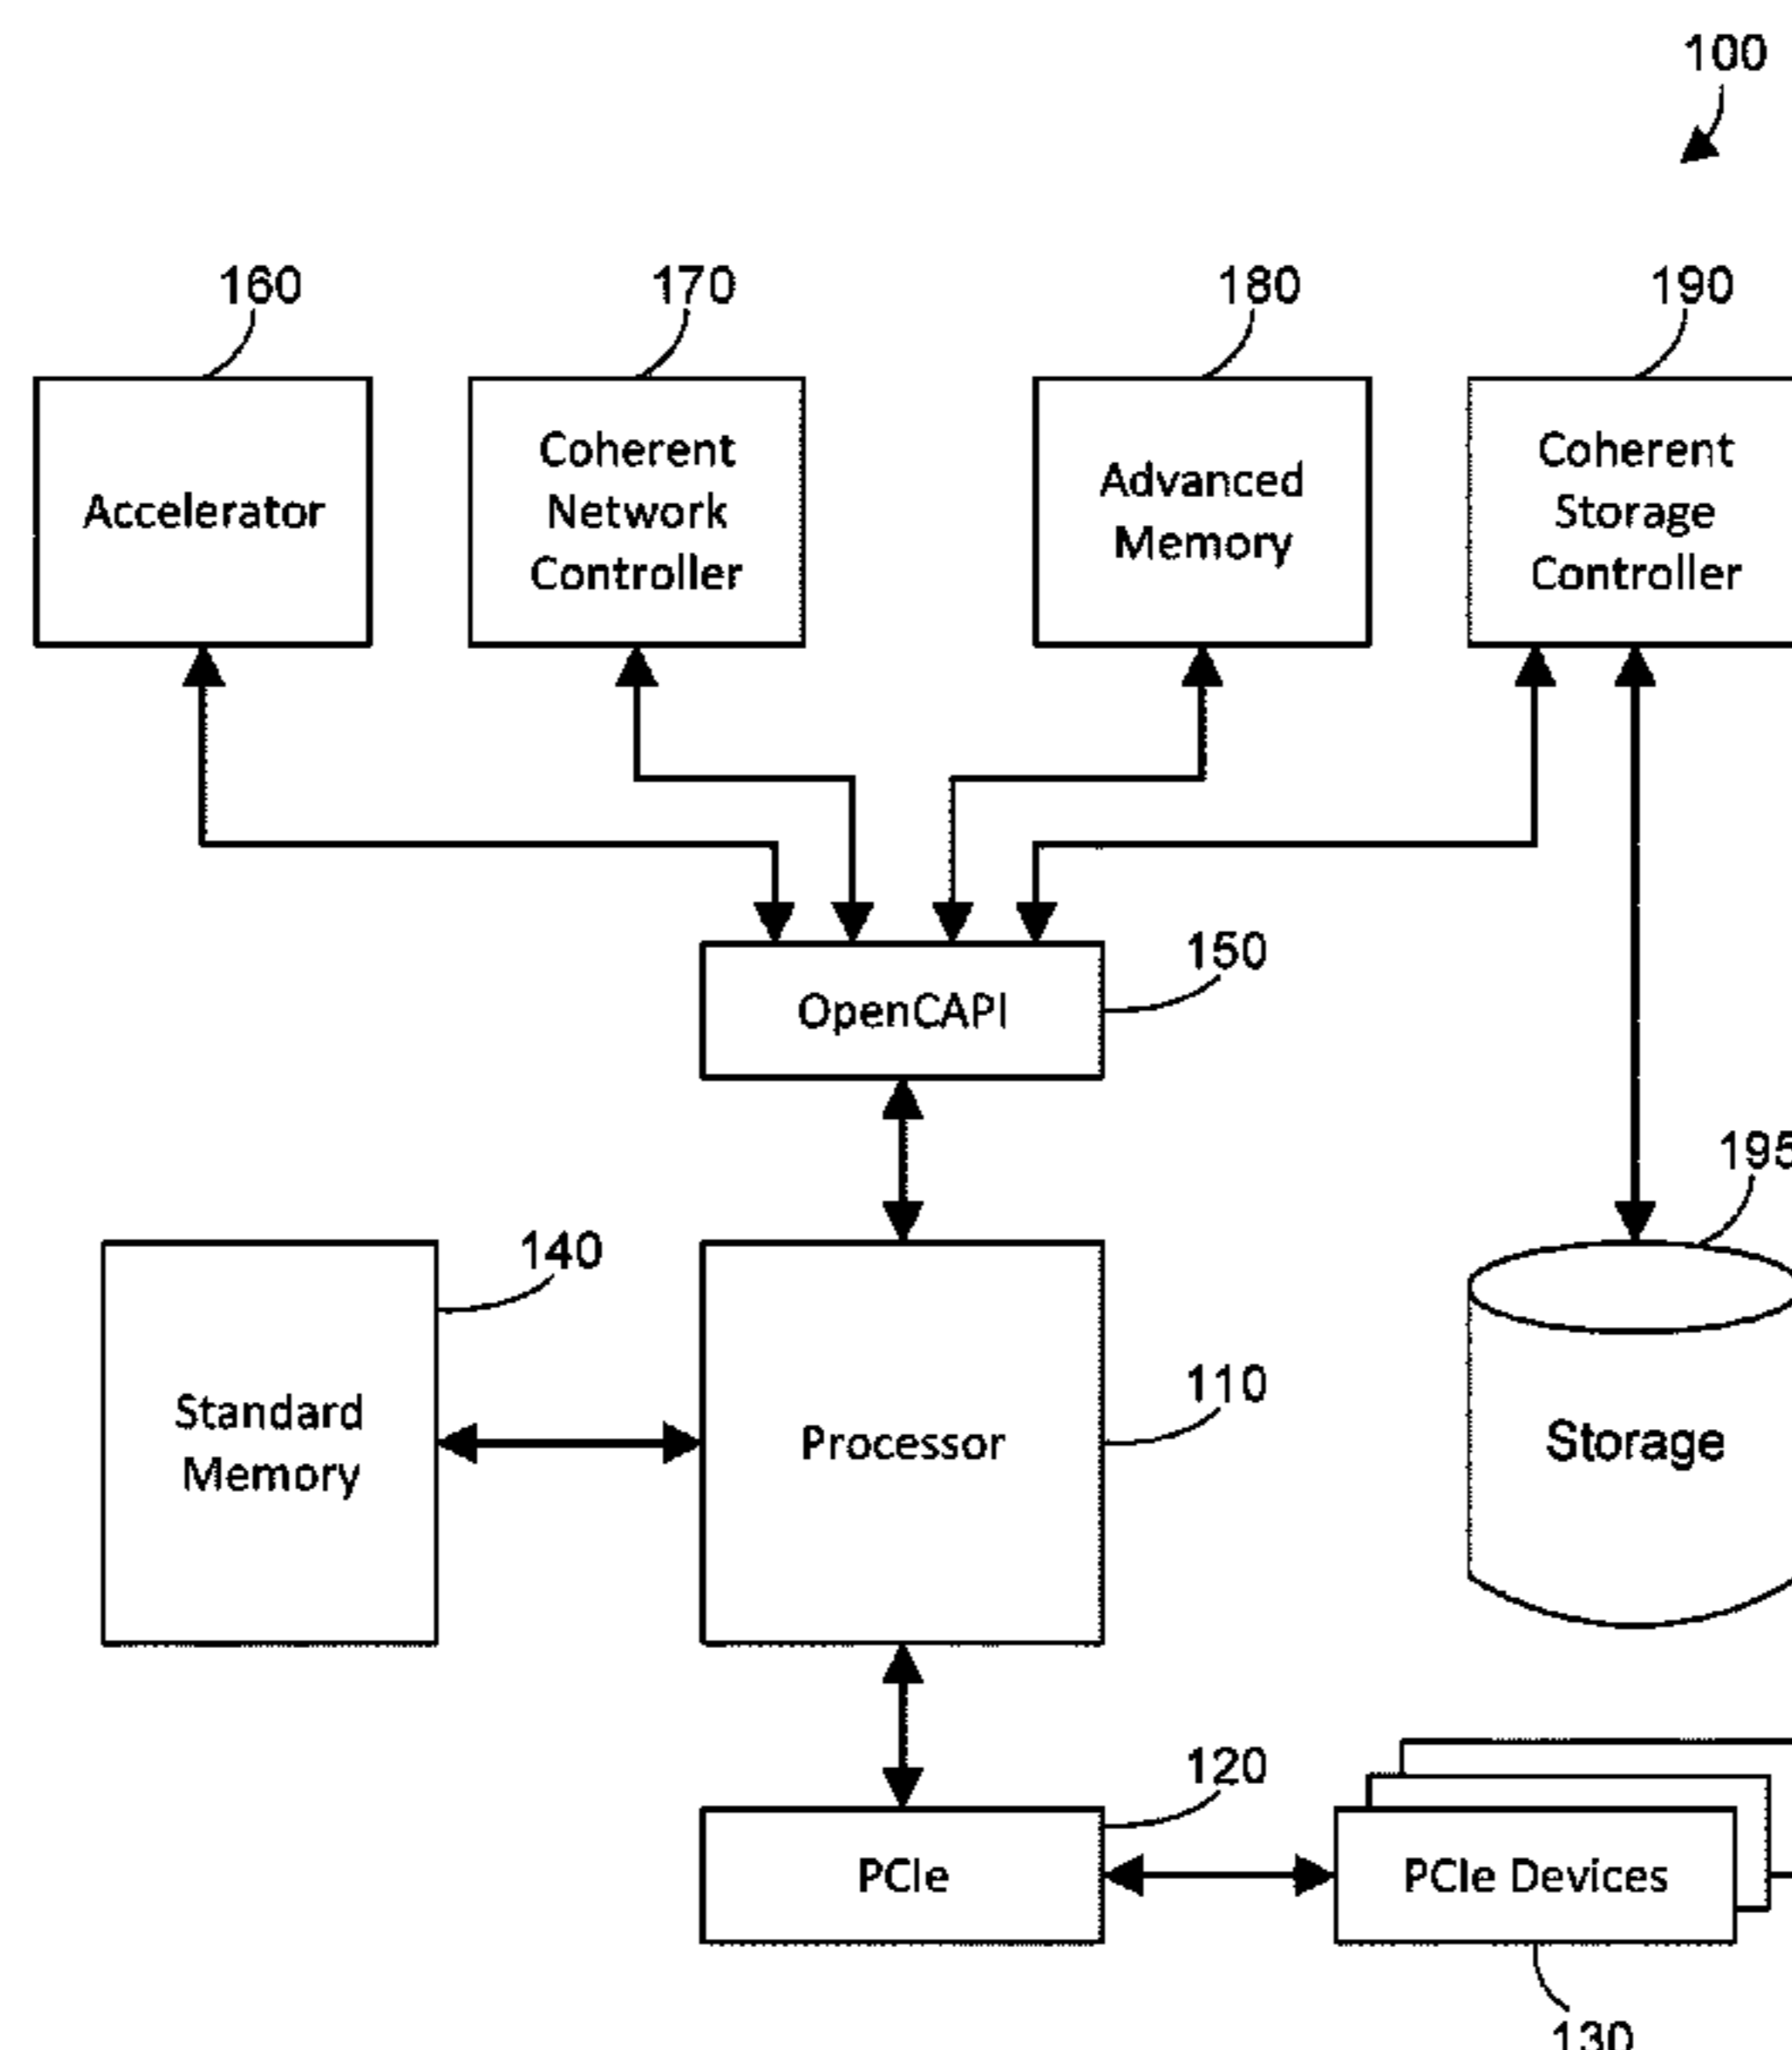 100
160
170
180
190
Accelerator
Coherent
Network
Controller
Advanced
Memory
Coherent
Storage
Controller
150
OpenCAPI
195
140
110
Standard
Memory
Processor
Storage
120
PCIe
PCIe Devices
130